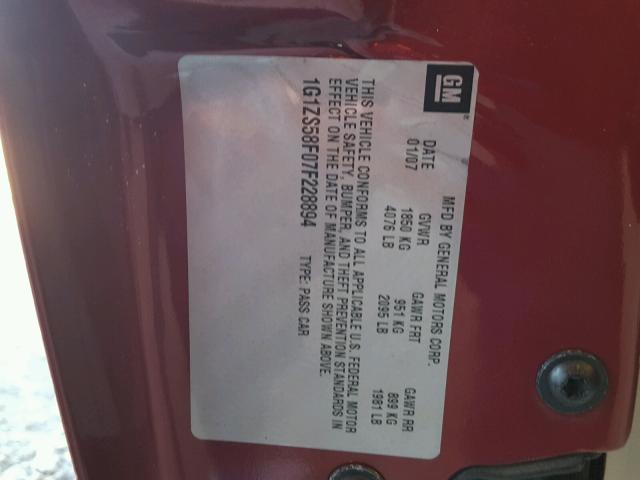 GM
MFD BY GENERAL MOTORS CORP.
DATE GVWR GAWR FRT GAWR RR
01/07 1850 KG 951 KG 899 KG
4076 LB 2095 LB 1981 LB
THIS VEHICLE CONFORMS TO ALL APPLICABLE U.S. FEDERAL MOTOR
VEHICLE SAFETY, BUMPER, AND THEFT PREVENTION STANDARDS IN
EFFECT ON THE DATE OF MANUFACTURE SHOWN ABOVE.
1G1ZS58F07F228894 TYPE: PASS CAR